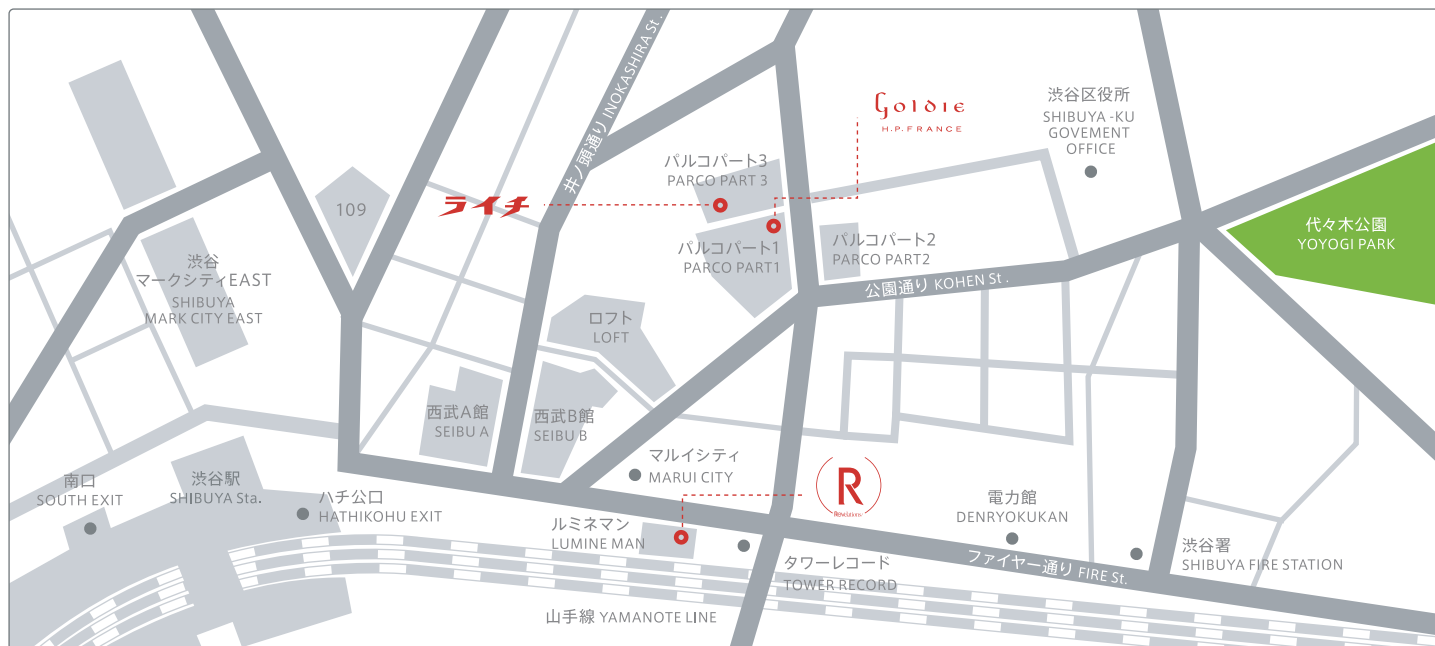 井ノ頭通り INOKASHIRA St.
Goldie
H.P.FRANCE
渋谷区役所
SHIBUYA -KU
GOVEMENT
OFFICE
パルコパート3
PARCO PART 3
ライチ
109
代々木公園
YOYOGI PARK
パルコパート1
PARCO PART1
パルコパート2
PARCO PART2
渋谷
マークシティEAST
SHIBUYA
MARK CITY EAST
公園通り KOHEN St.
ロフト
LOFT
西武A館
SEIBU A
西武B館
SEIBU B
マルイシティ
MARUI CITY
R
Revelations
南口
SOUTH EXIT
渋谷駅
SHIBUYA Sta.
ハチ公口
HATHIKOHU EXIT
電力館
DENRYOKUKAN
ルミネマン
LUMINE MAN
タワーレコード
TOWER RECORD
ファイヤー通り FIRE St.
渋谷署
SHIBUYA FIRE STATION
山手線 YAMANOTE LINE